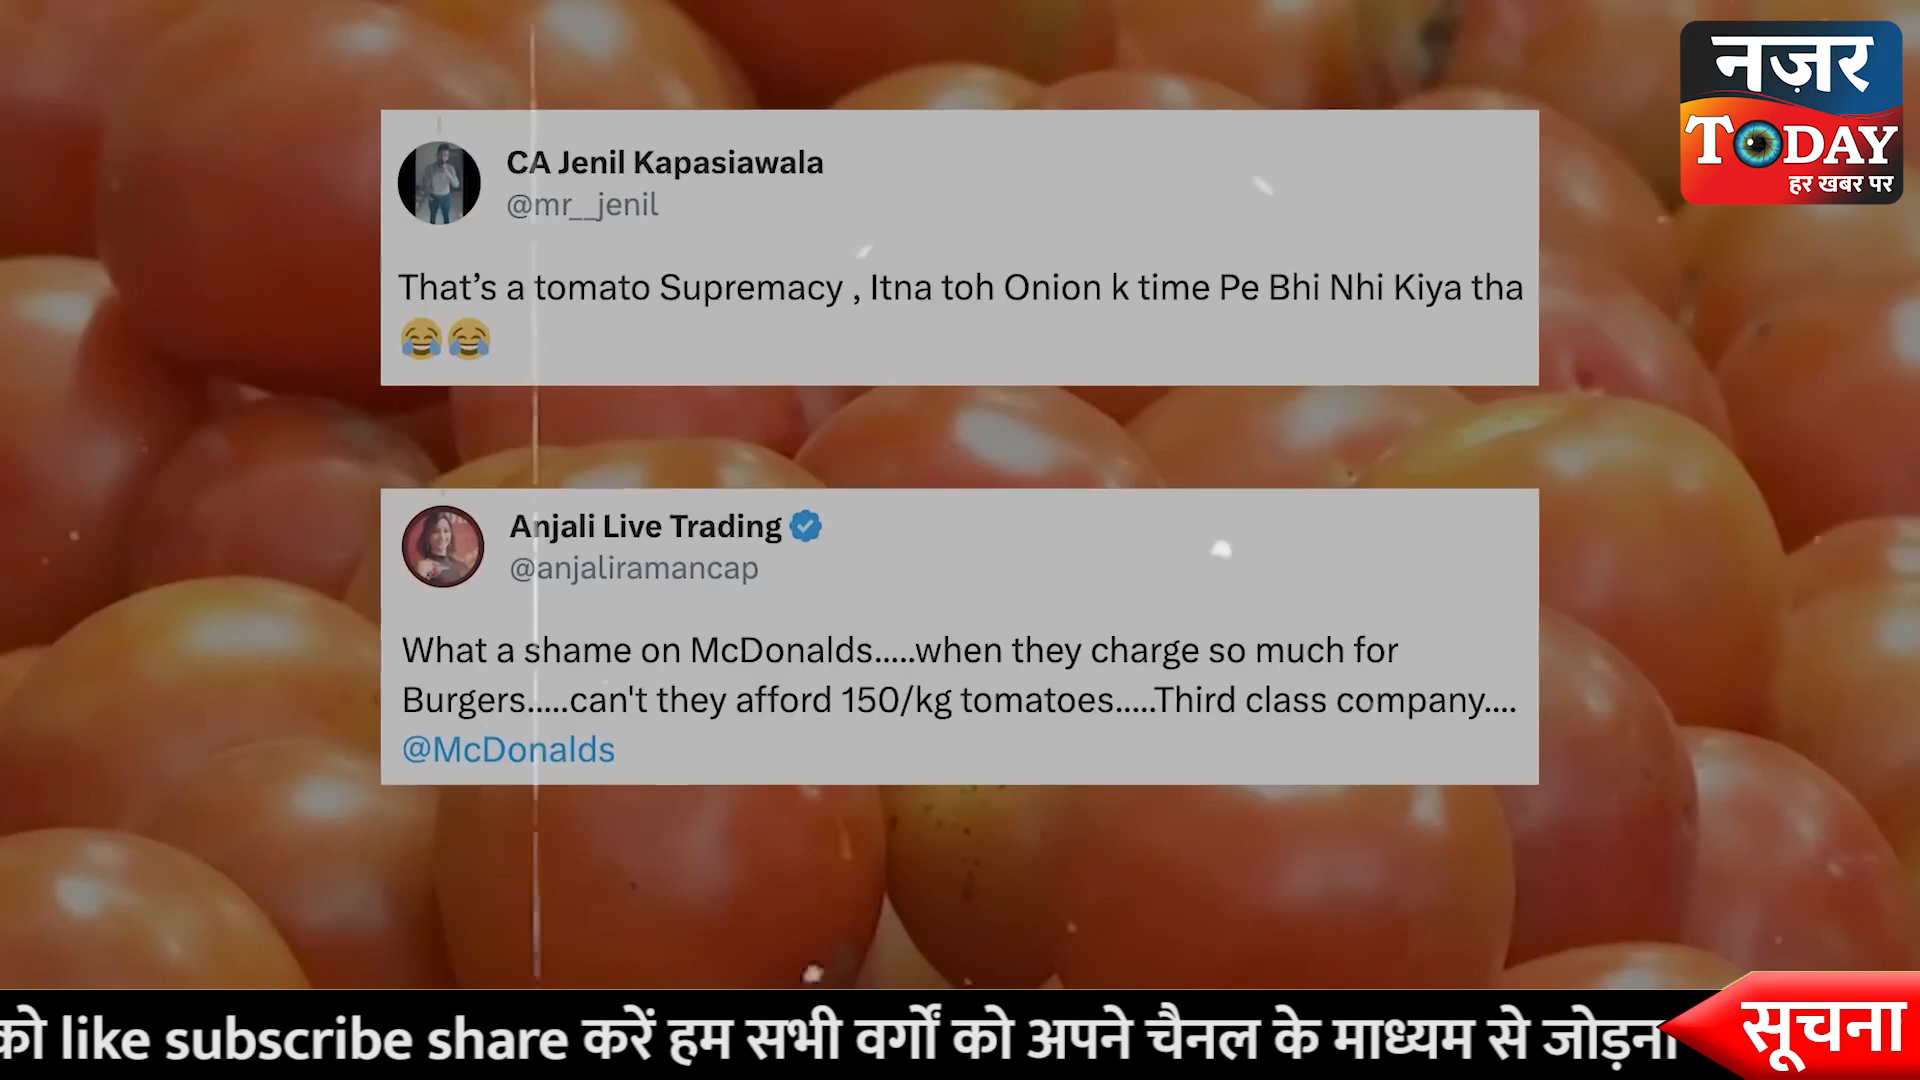 नज़र
TODAY
हर खबर पर
CA Jenil Kapasiawala
@mr__jenil
That’s a tomato Supremacy , Itna toh Onion k time Pe Bhi Nhi Kiya tha
😂😂
Anjali Live Trading
@anjaliramancap
What a shame on McDonalds.....when they charge so much for
Burgers.....can't they afford 150/kg tomatoes.....Third class company....
@McDonalds
को like subscribe share करें हम सभी वर्गों को अपने चैनल के माध्यम से जोड़ना
सूचना